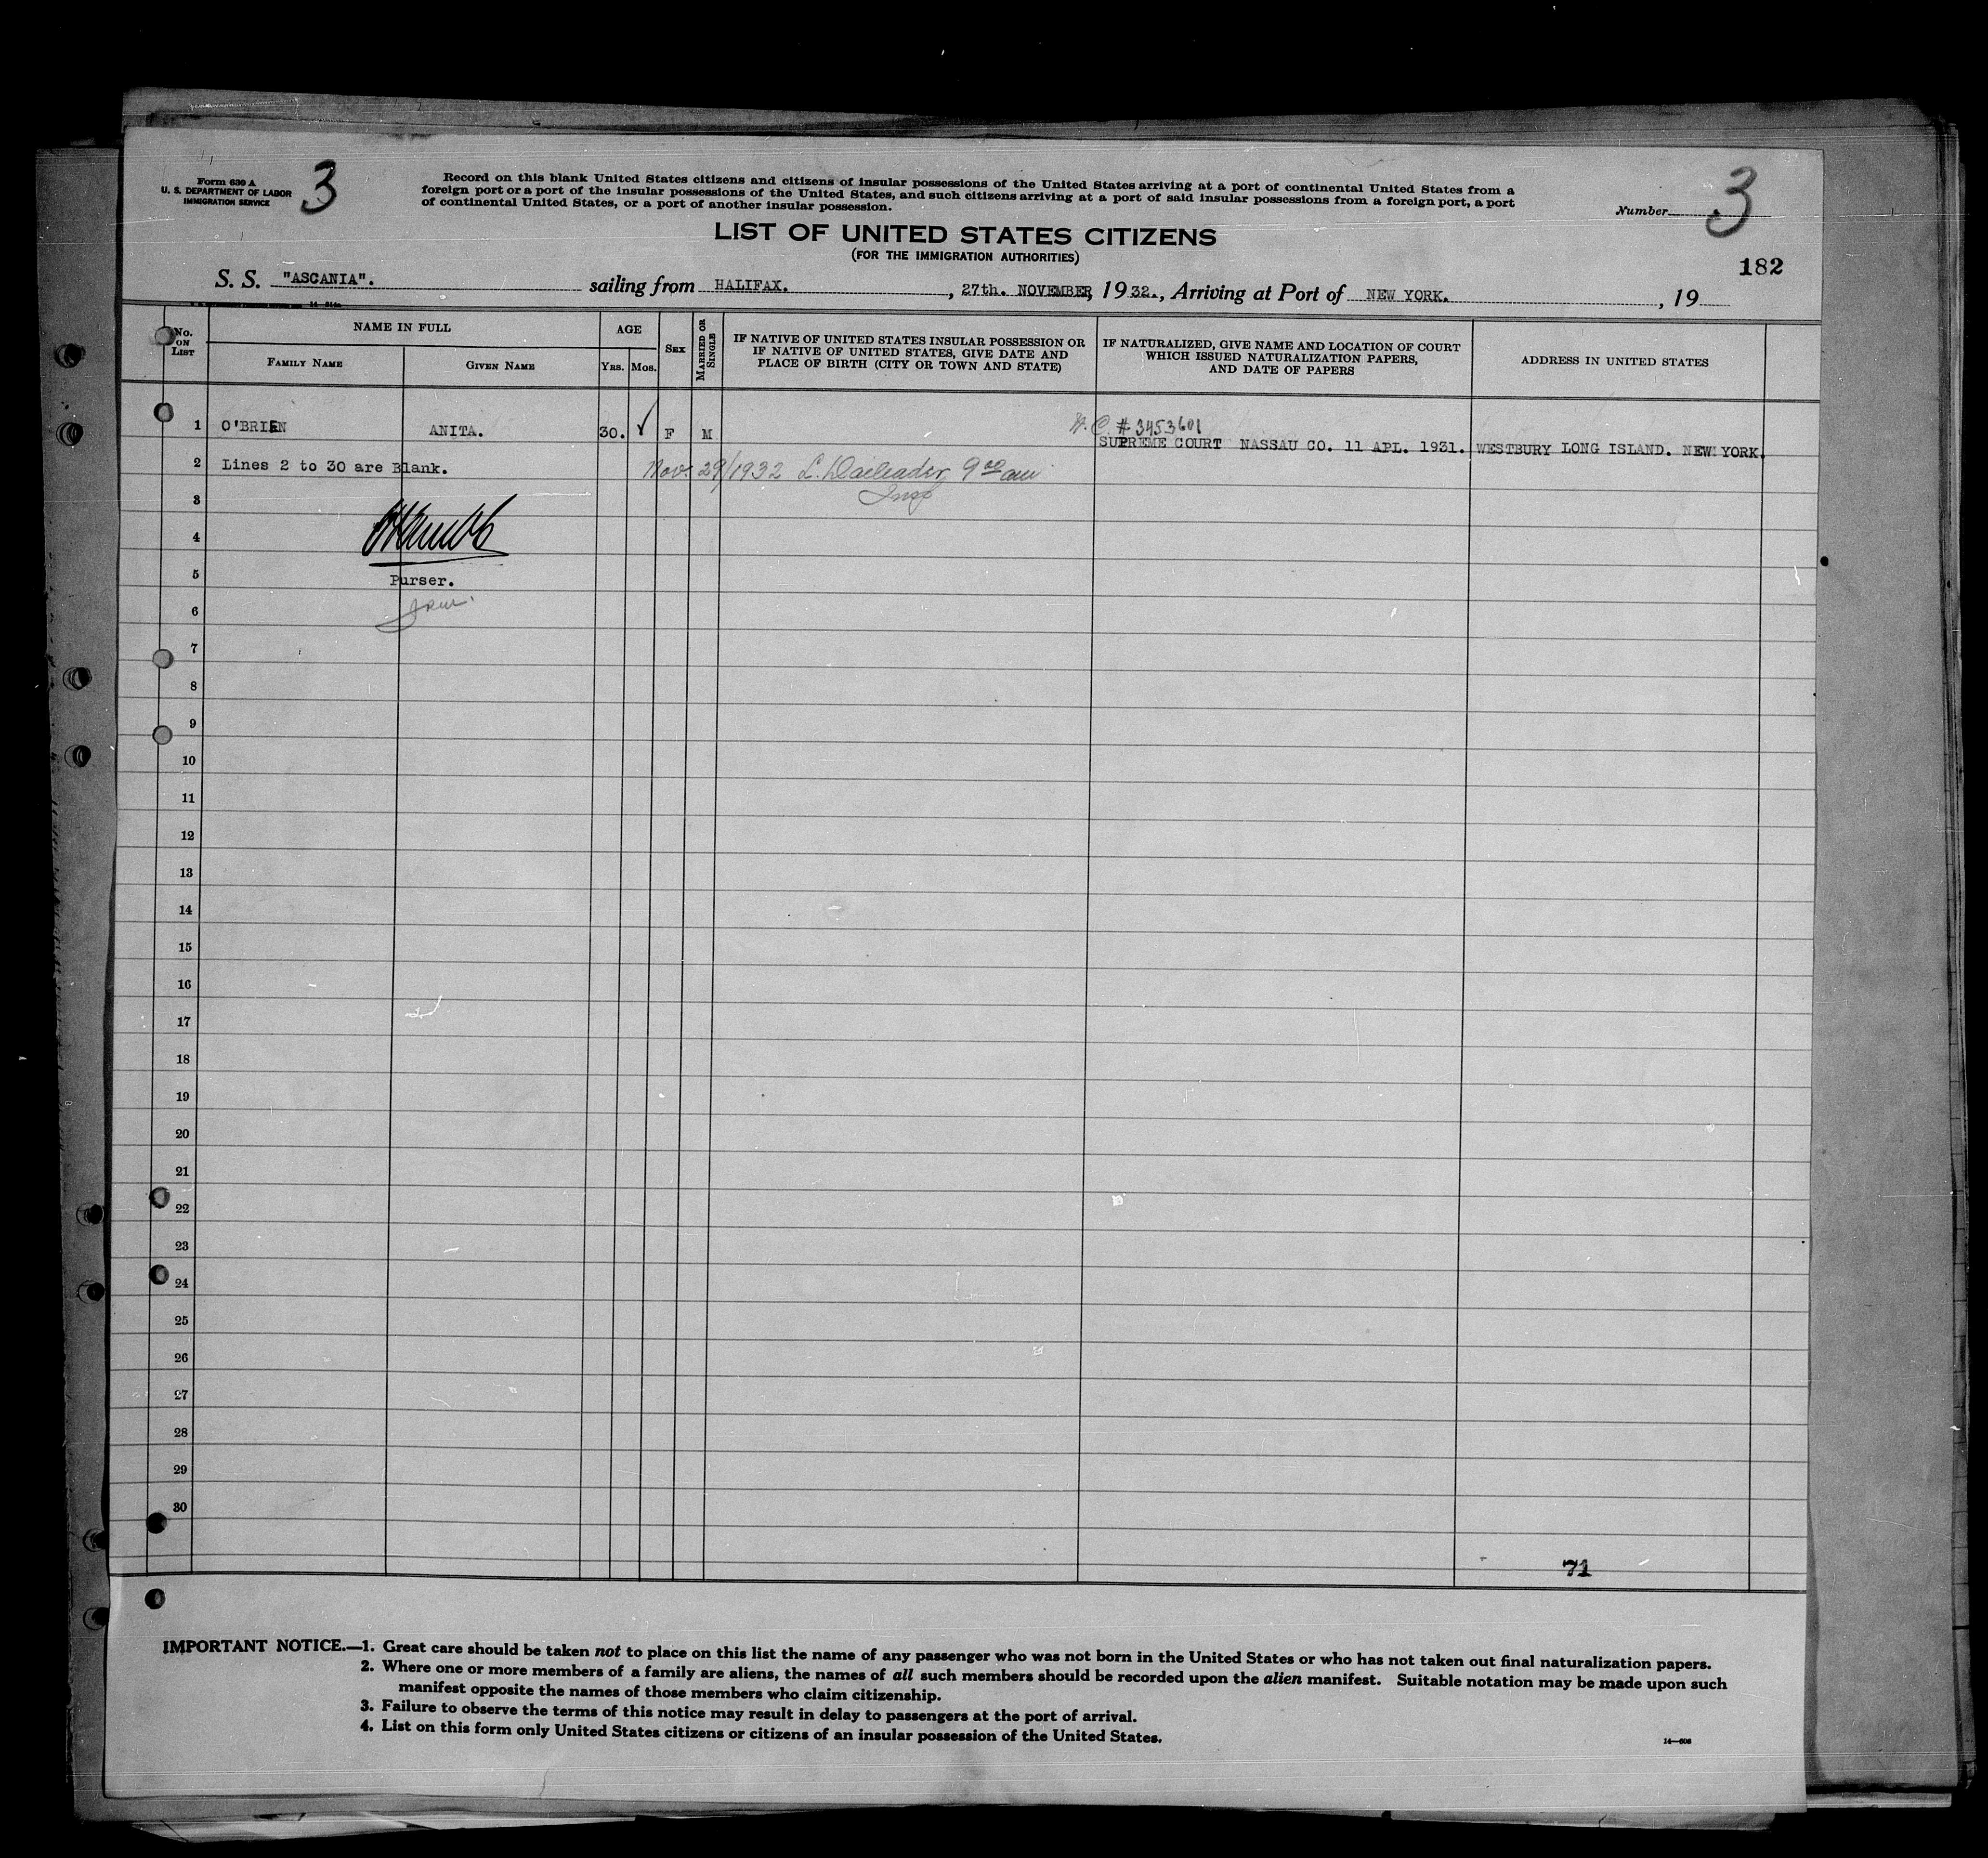 Form 630 A
U. S. DEPARTMENT OF LABOR
IMMIGRATION SERVICE
3
Record on this blank United States citizens and citizens of insular possessions of the United States arriving at a port of continental United States from a
foreign port or a port of the insular possessions of the United States, and such citizens arriving at a port of said insular possessions from a foreign port, a port
of continental United States, or a port of another insular possession.
Number 3
LIST OF UNITED STATES CITIZENS
(FOR THE IMMIGRATION AUTHORITIES)
182
S. S. "ASCANIA". sailing from HALIFAX. , 27th. NOVEMBER, 1932., Arriving at Port of NEW YORK. , 19
No. ON LIST
NAME IN FULL
FAMILY NAME
GIVEN NAME
AGE
YRS.
MOS.
SEX
MARRIED OR SINGLE
IF NATIVE OF UNITED STATES INSULAR POSSESSION OR
IF NATIVE OF UNITED STATES, GIVE DATE AND
PLACE OF BIRTH (CITY OR TOWN AND STATE)
IF NATURALIZED, GIVE NAME AND LOCATION OF COURT
WHICH ISSUED NATURALIZATION PAPERS,
AND DATE OF PAPERS
ADDRESS IN UNITED STATES
C. # 3453601
1 O'BRIEN ANITA. 30. ✓ F M SUPREME COURT NASSAU CO. 11 APL. 1931. WESTBURY LONG ISLAND. NEW YORK.
2 Lines 2 to 30 are Blank. Nov. 29/1932 9 00 am
Insp
3
4
5 Purser.
6
7
8
9
10
11
12
13
14
15
16
17
18
19
20
21
22
23
24
25
26
27
28
29
30
71
IMPORTANT NOTICE.—1. Great care should be taken not to place on this list the name of any passenger who was not born in the United States or who has not taken out final naturalization papers.
2. Where one or more members of a family are aliens, the names of all such members should be recorded upon the alien manifest. Suitable notation may be made upon such
manifest opposite the names of those members who claim citizenship.
3. Failure to observe the terms of this notice may result in delay to passengers at the port of arrival.
4. List on this form only United States citizens or citizens of an insular possession of the United States.
14—606